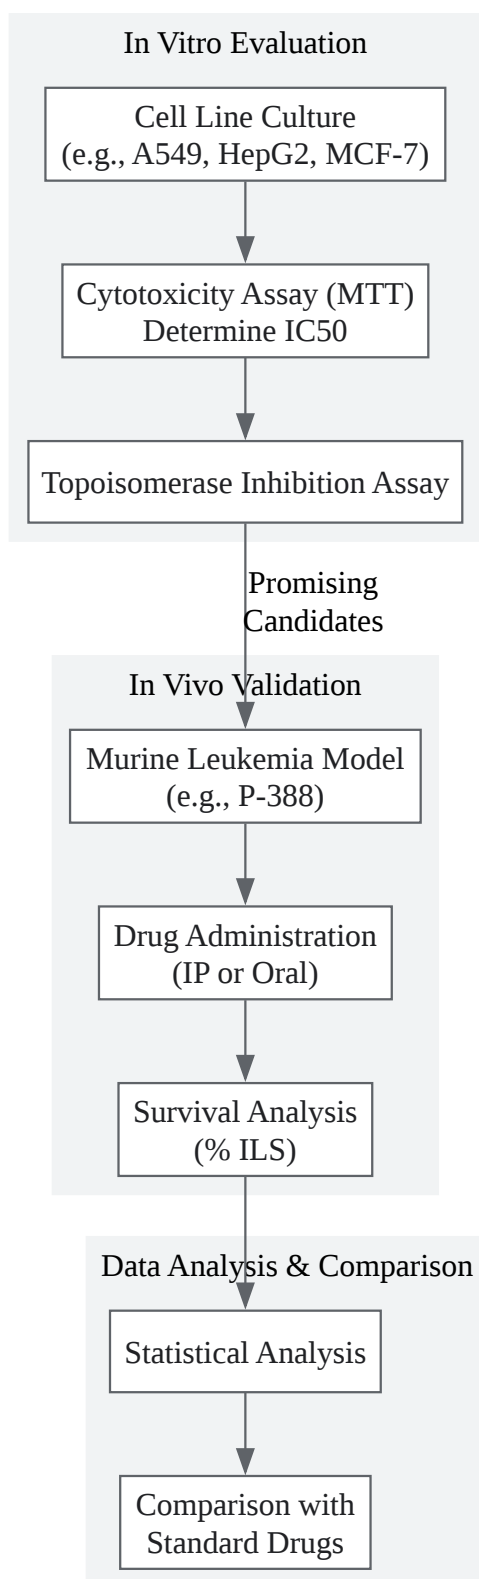 In Vitro Evaluation
Cell Line Culture
(e.g., A549, HepG2, MCF-7)
Cytotoxicity Assay (MTT)
Determine IC50
Topoisomerase Inhibition Assay
Promising
Candidates
In Vivo Validation
Murine Leukemia Model
(e.g., P-388)
Drug Administration
(IP or Oral)
Survival Analysis
(% ILS)
Data Analysis & Comparison
Statistical Analysis
Comparison with
Standard Drugs